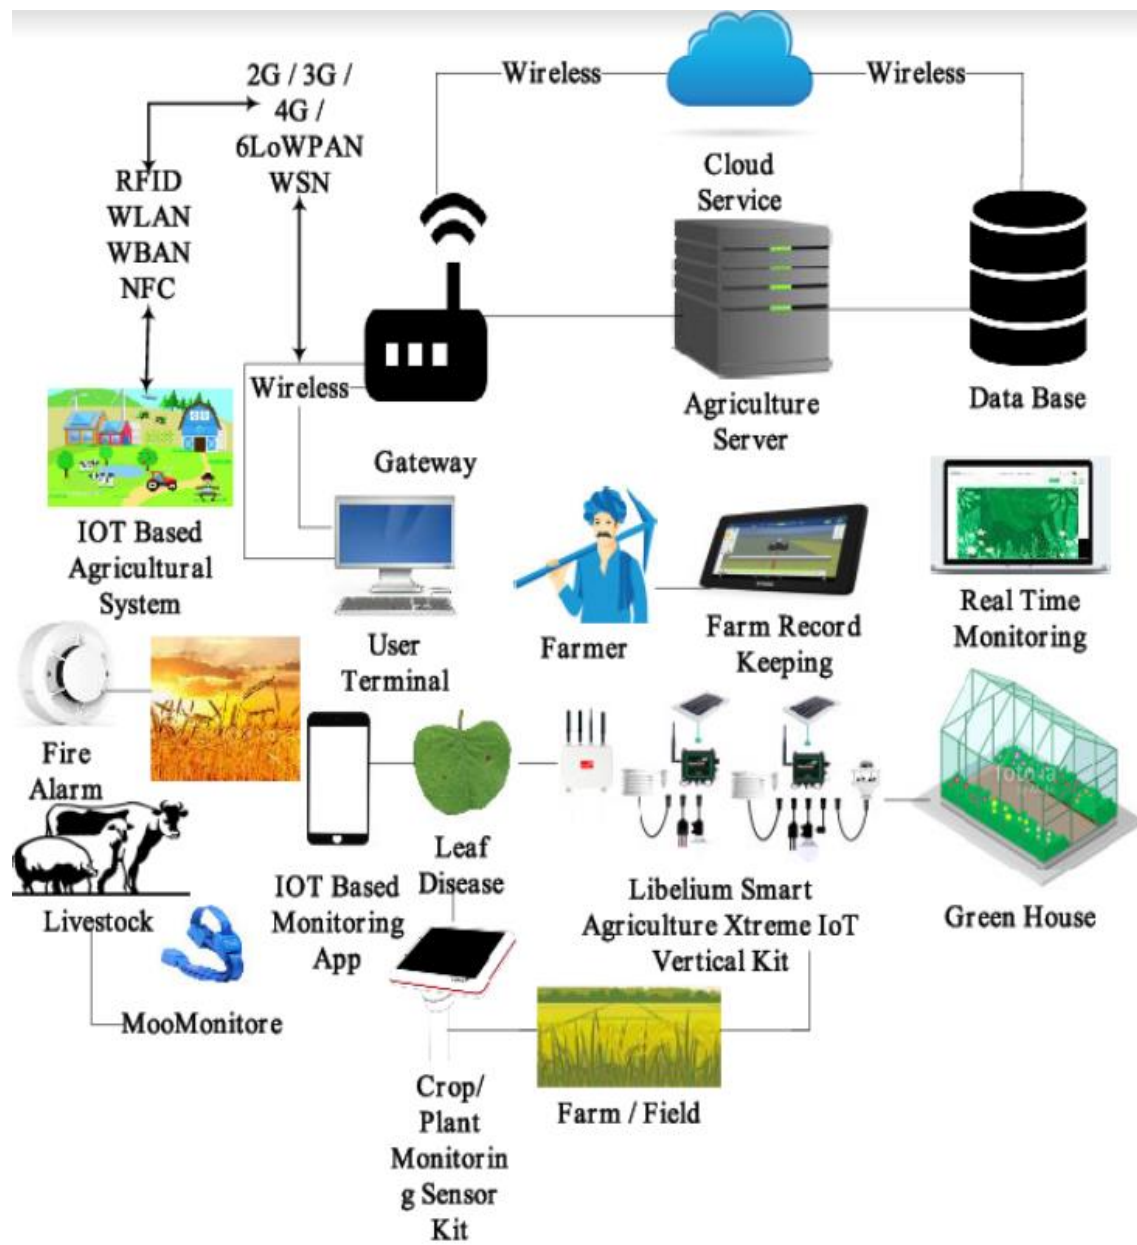 2G / 3G /
4G /
6LoWPAN
WSN
Wireless
Wireless
RFID
WLAN
WBAN
NFC
Cloud
Service
Wireless
Gateway
Agriculture
Server
Data Base
IOT Based
Agricultural
System
User
Terminal
Farmer
Farm Record
Keeping
Real Time
Monitoring
Fire
Alarm
Livestock
MooMonitore
IOT Based
Monitoring
App
Leaf
Disease
Libelium Smart
Agriculture Xtreme IoT
Vertical Kit
Green House
Crop/
Plant
Monitorin
g Sensor
Kit
Farm / Field